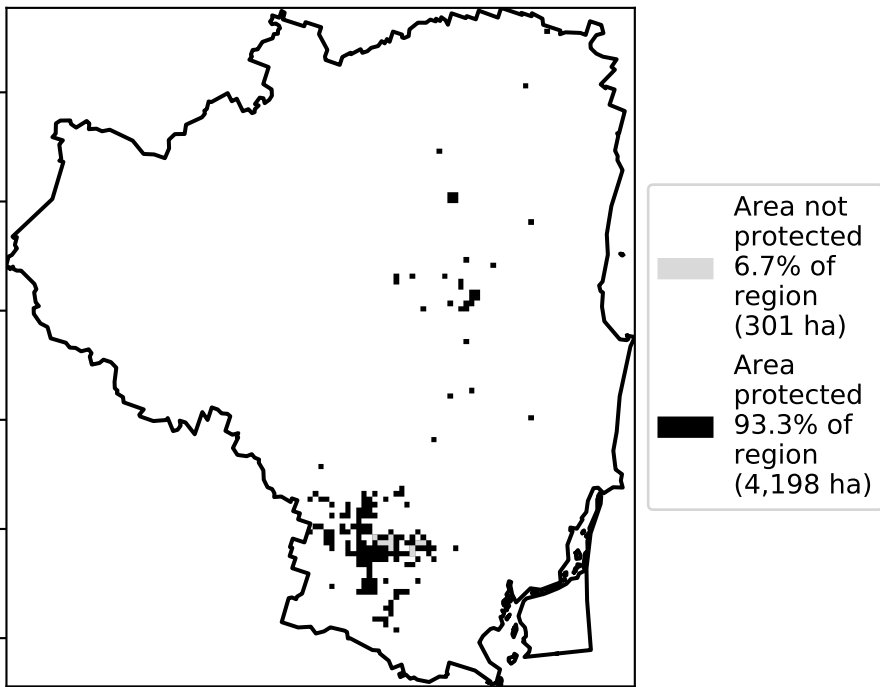 Area not
protected
6.7% of
region
(301 ha)
Area
protected
93.3% of
region
(4,198 ha)